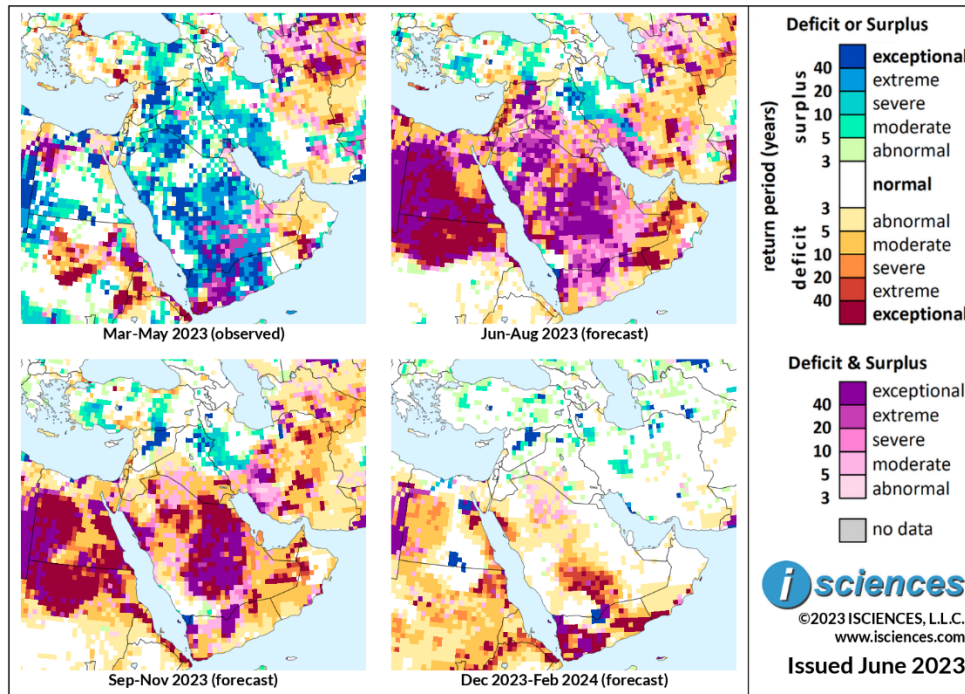 Mar-May 2023 (observed)
Jun-Aug 2023 (forecast)
Sep-Nov 2023 (forecast)
Dec 2023-Feb 2024 (forecast)
Deficit or Surplus
return period (years)
surplus
deficit
exceptional
40
extreme
20
severe
10
moderate
5
abnormal
3
normal
3
abnormal
5
moderate
10
severe
20
extreme
40
exceptional
Deficit & Surplus
exceptional
40
extreme
20
severe
10
moderate
5
abnormal
3
no data
i sciences
©2023 ISCIENCES, L.L.C.
www.isciences.com
Issued June 2023